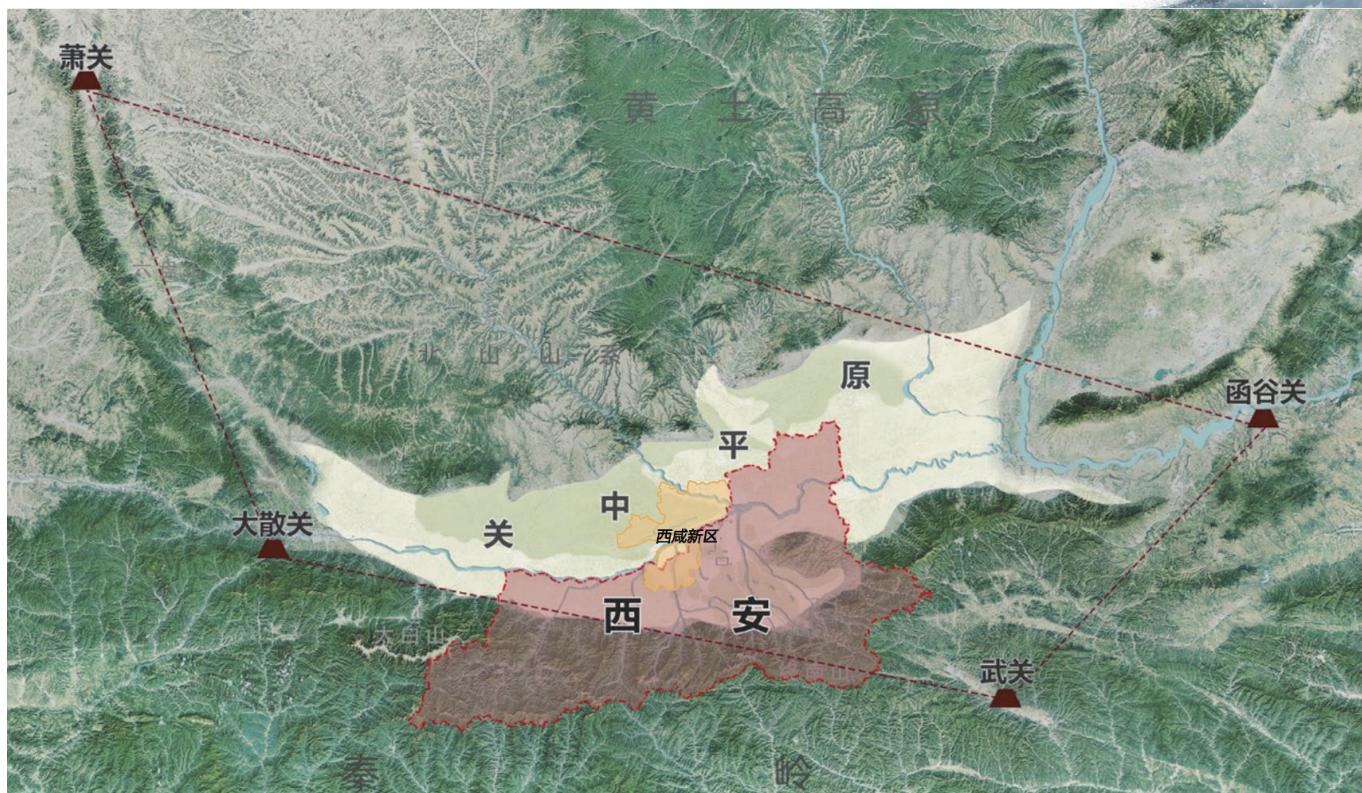 萧关
黄土高原
北山山系
原
函谷关
平
中
关
大散关
西咸新区
西安
太白山
武关
秦岭